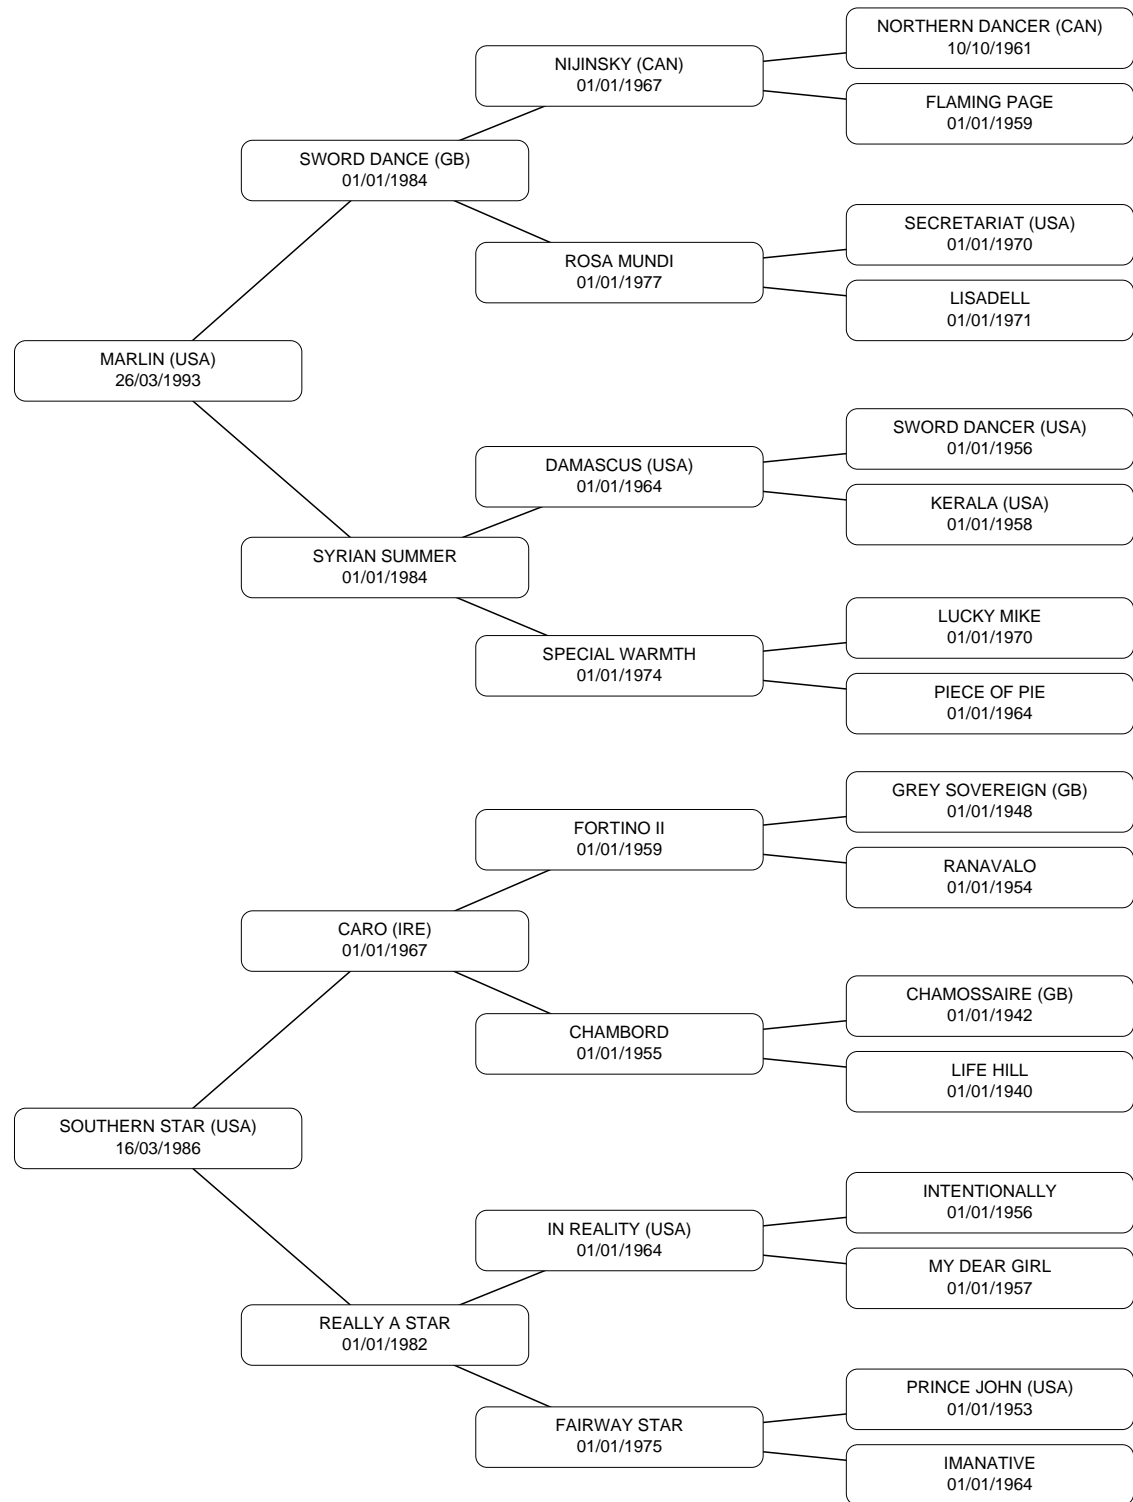 NORTHERN DANCER (CAN)
10/10/1961
NIJINSKY (CAN)
01/01/1967
FLAMING PAGE
01/01/1959
SWORD DANCE (GB)
01/01/1984
SECRETARIAT (USA)
01/01/1970
ROSA MUNDI
01/01/1977
LISADELL
01/01/1971
MARLIN (USA)
26/03/1993
SWORD DANCER (USA)
01/01/1956
DAMASCUS (USA)
01/01/1964
KERALA (USA)
01/01/1958
SYRIAN SUMMER
01/01/1984
LUCKY MIKE
01/01/1970
SPECIAL WARMTH
01/01/1974
PIECE OF PIE
01/01/1964
GREY SOVEREIGN (GB)
01/01/1948
FORTINO II
01/01/1959
RANAVALO
01/01/1954
CARO (IRE)
01/01/1967
CHAMOSSAIRE (GB)
01/01/1942
CHAMBORD
01/01/1955
LIFE HILL
01/01/1940
SOUTHERN STAR (USA)
16/03/1986
INTENTIONALLY
01/01/1956
IN REALITY (USA)
01/01/1964
MY DEAR GIRL
01/01/1957
REALLY A STAR
01/01/1982
PRINCE JOHN (USA)
01/01/1953
FAIRWAY STAR
01/01/1975
IMANATIVE
01/01/1964